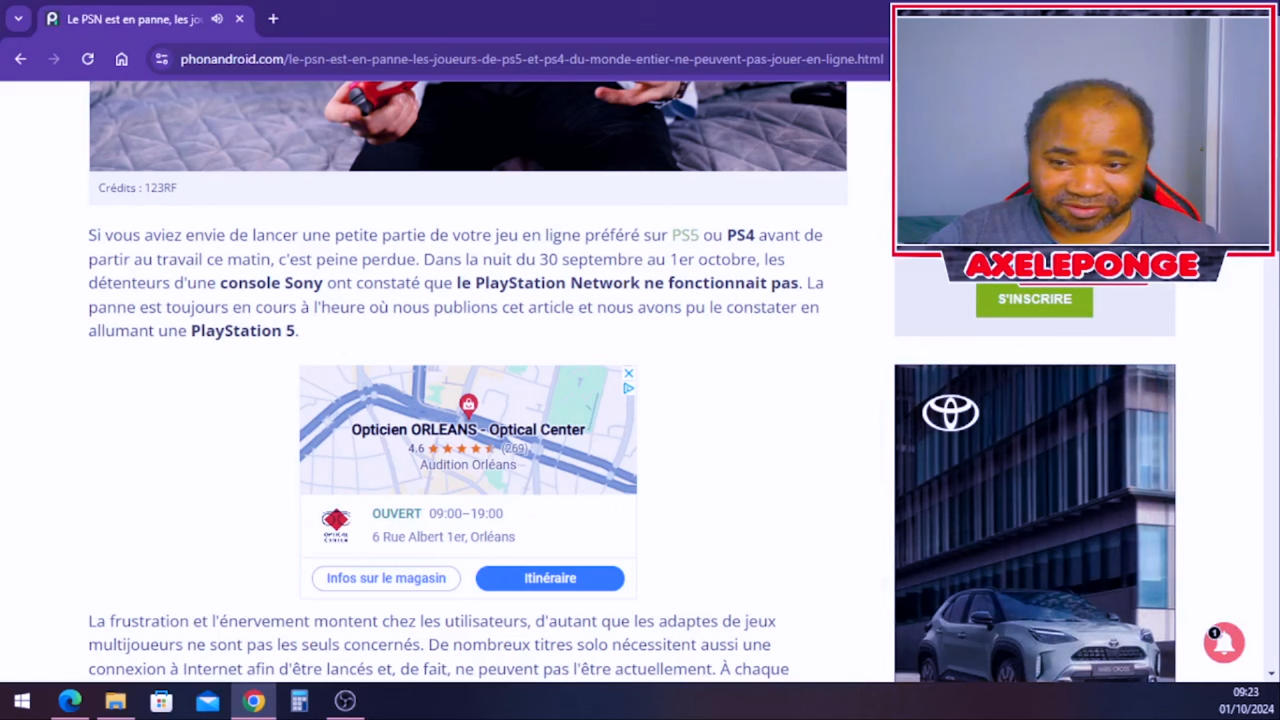 Le PSN est en panne, les jo
phonandroid.com/le-psn-est-en-panne-les-joueurs-de-ps5-et-ps4-du-monde-entier-ne-peuvent-pas-jouer-en-ligne.html
AXELEPONGE
Crédits : 123RF
Si vous aviez envie de lancer une petite partie de votre jeu en ligne préféré sur PS5 ou PS4 avant de
partir au travail ce matin, c'est peine perdue. Dans la nuit du 30 septembre au 1er octobre, les
détenteurs d'une console Sony ont constaté que le PlayStation Network ne fonctionnait pas. La
panne est toujours en cours à l'heure où nous publions cet article et nous avons pu le constater en
allumant une PlayStation 5.
S'INSCRIRE
Opticien ORLEANS - Optical Center
4.6 (269)
Audition Orléans
OPTICAL
CENTER
OUVERT 09:00–19:00
6 Rue Albert 1er, Orléans
Infos sur le magasin
Itinéraire
La frustration et l'énervement montent chez les utilisateurs, d'autant que les adaptes de jeux
multijoueurs ne sont pas les seuls concernés. De nombreux titres solo nécessitent aussi une
connexion à Internet afin d'être lancés et, de fait, ne peuvent pas l'être actuellement. À chaque
YARIS CROSS
1
09:23
01/10/2024